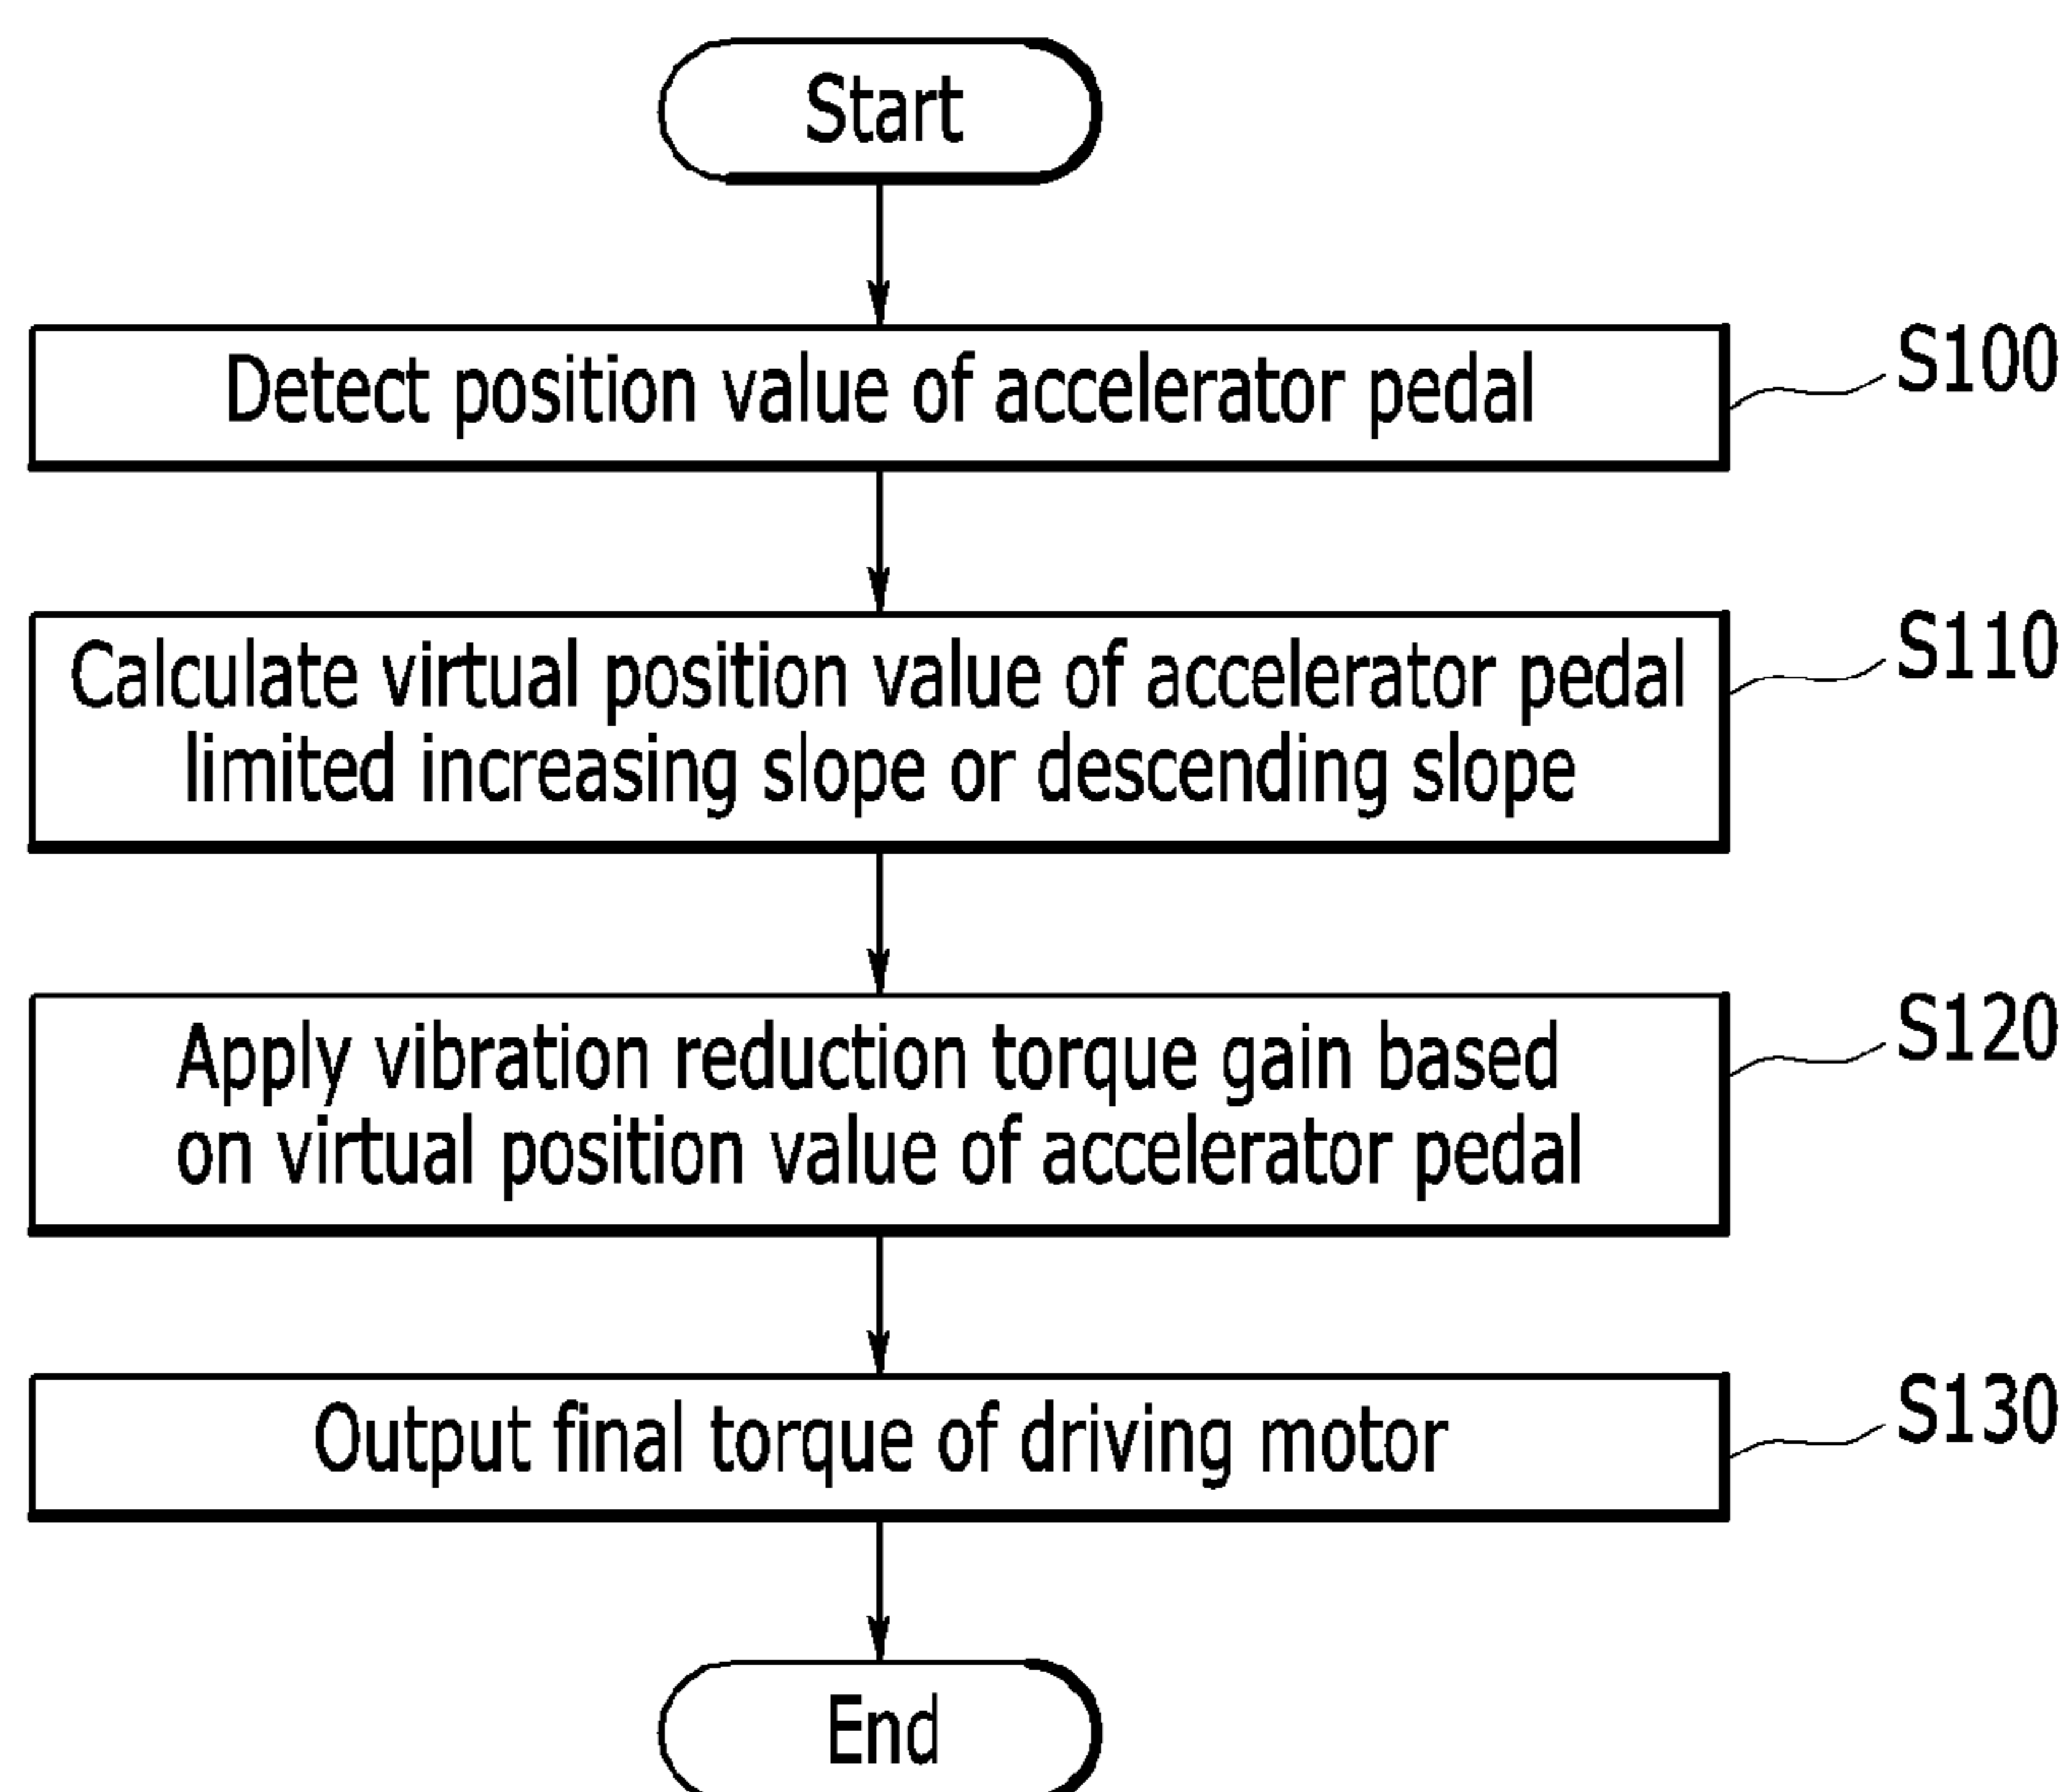 Start
Detect position value of accelerator pedal
S100
Calculate virtual position value of accelerator pedal
limited increasing slope or descending slope
S110
Apply vibration reduction torque gain based
on virtual position value of accelerator pedal
S120
Output final torque of driving motor
S130
End